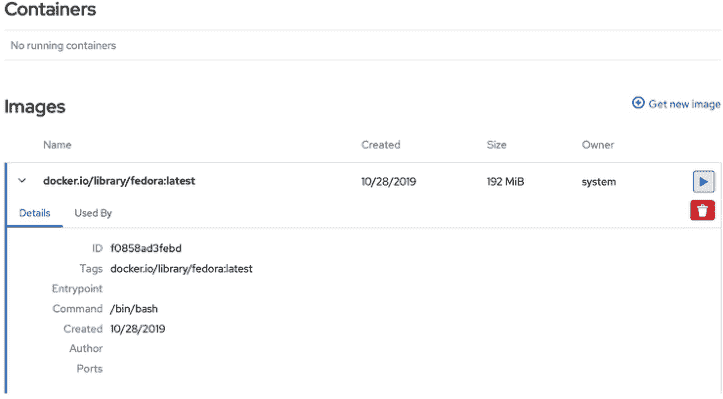 Containers
No running containers
Images
Get new image
Name Created Size Owner
docker.io/library/fedora:latest 10/28/2019 192 MiB system
Details Used By
ID f0858ad3febd
Tags docker.io/library/fedora:latest
Entrypoint
Command /bin/bash
Created 10/28/2019
Author
Ports